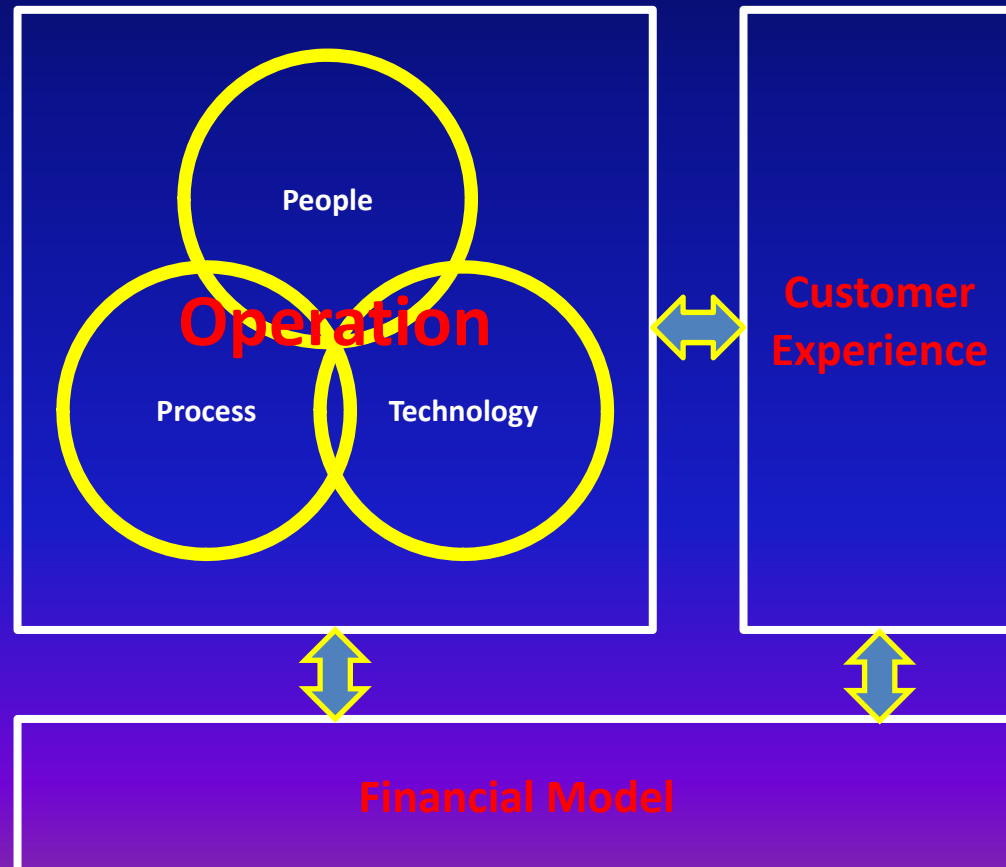 People
Operation
Process
Technology
Customer
Experience
Financial Model